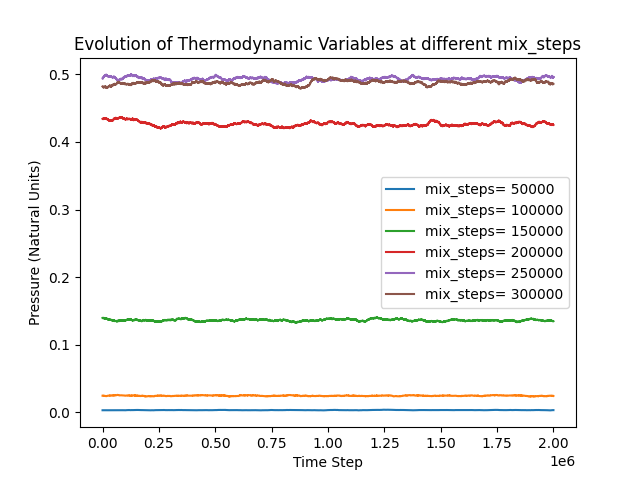 Evolution of Thermodynamic Variables at different mix_steps
Pressure (Natural Units)
0.5
0.4
0.3
0.2
0.1
0.0
mix_steps= 50000
mix_steps= 100000
mix_steps= 150000
mix_steps= 200000
mix_steps= 250000
mix_steps= 300000
0.00 0.25 0.50 0.75 1.00 1.25 1.50 1.75 2.00
1e6
Time Step